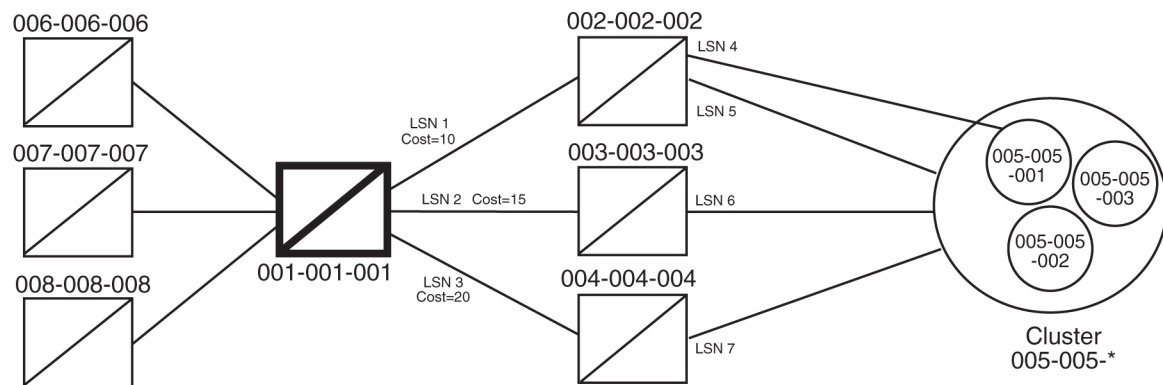 006-006-006
002-002-002
LSN 4
LSN 5
LSN 1
Cost=10
007-007-007
003-003-003
005-005
-001
005-005
-003
LSN 2 Cost=15
LSN 6
005-005
-002
001-001-001
008-008-008
LSN 3
Cost=20
004-004-004
LSN 7
Cluster
005-005-*